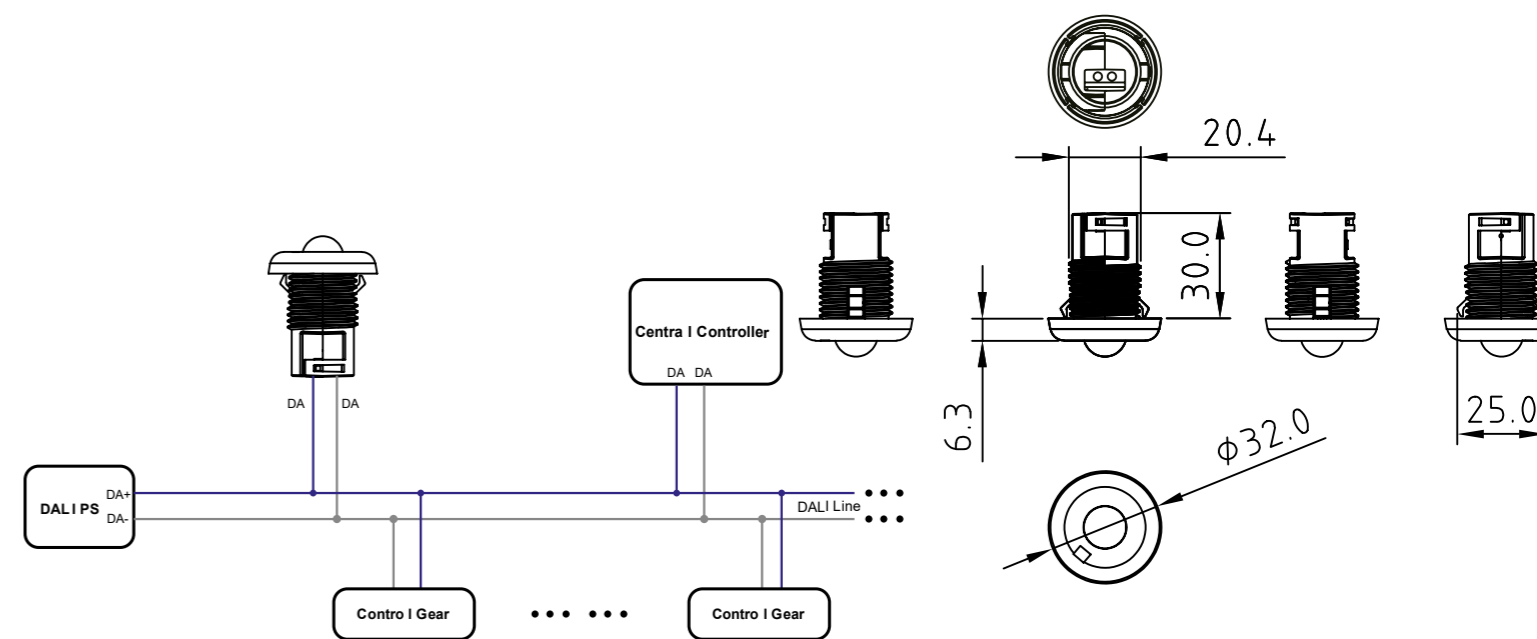 20.4
30.0
6.3
25.0
ϕ32.0
DA DA
Centra l Controller
DA DA
DAL I PS
DA+
DA-
DALI Line
Contro l Gear
Contro l Gear